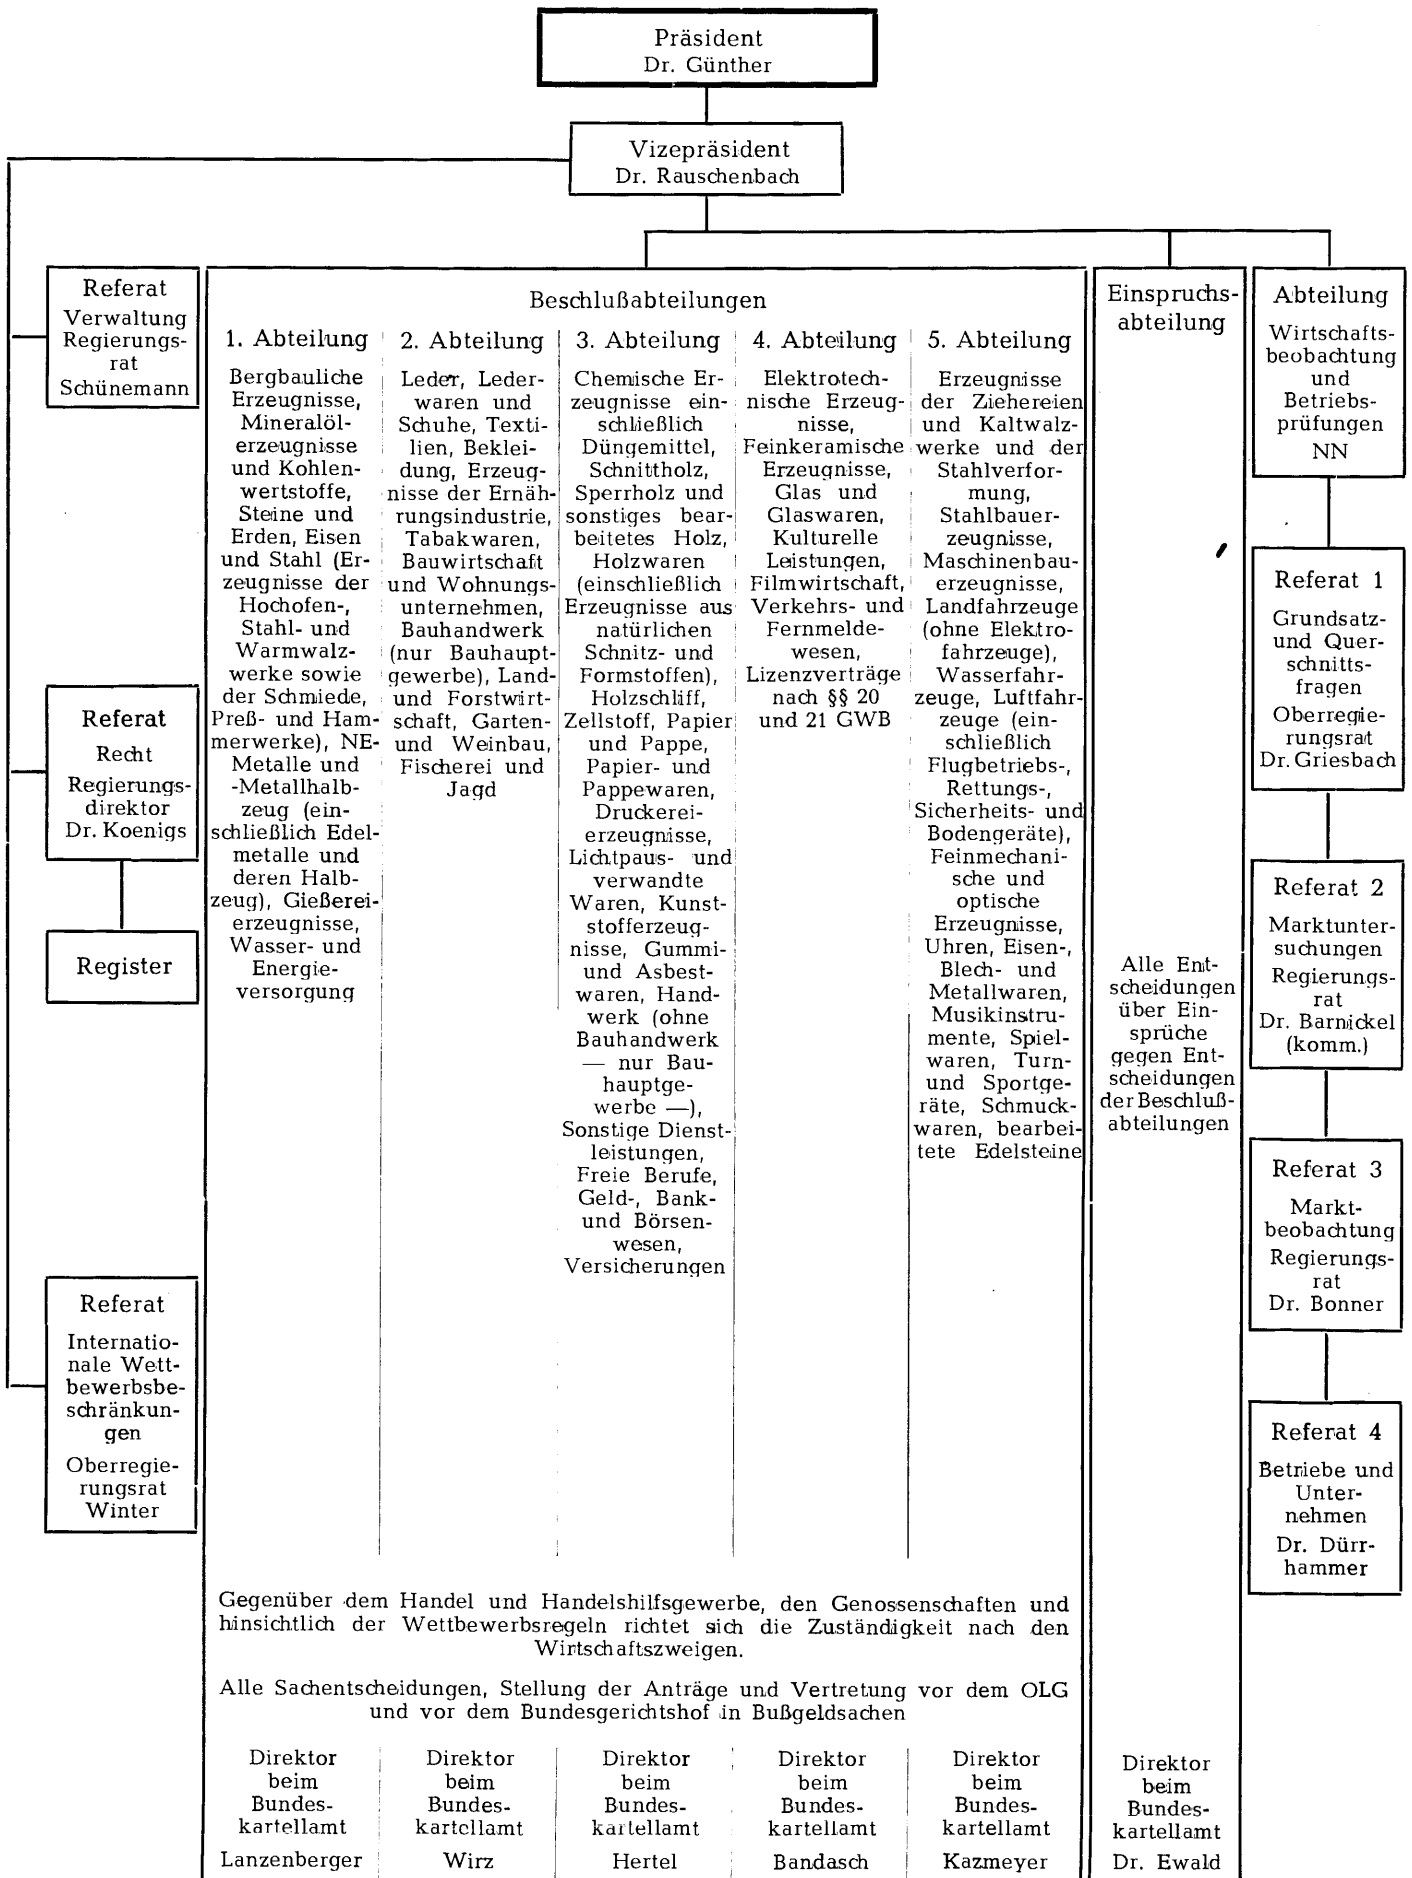 Präsident
Dr. Günther
Vizepräsident
Dr. Rauschenbach
Referat
Verwaltung
Regierungs-
rat
Schünemann
Referat
Recht
Regierungs-
direktor
Dr. Koenigs
Register
Referat
Internatio-
nale Wett-
bewerbsbe-
schränkun-
gen
Oberregie-
rungsrat
Winter
Beschlußabteilungen
1. Abteilung
Bergbauliche
Erzeugnisse,
Mineralöl-
erzeugnisse
und Kohlen-
wertstoffe,
Steine und
Erden, Eisen
und Stahl (Er-
zeugnisse der
Hochofen-,
Stahl- und
Warmwalz-
werke sowie
der Schmiede,
Preß- und Ham-
merwerke), NE-
Metalle und
-Metallhalb-
zeug (ein-
schließlich Edel-
metalle und
deren Halb-
zeug), Gießerei-
erzeugnisse,
Wasser- und
Energie-
versorgung
2. Abteilung
Leder, Leder-
waren und
Schuhe, Texti-
lien, Beklei-
dung, Erzeug-
nisse der Ernäh-
rungsindustrie,
Tabakwaren,
Bauwirtschaft
und Wohnungs-
unternehmen,
Bauhandwerk
(nur Bauhaupt-
gewerbe), Land-
und Forstwirt-
schaft, Garten-
und Weinbau,
Fischerei und
Jagd
3. Abteilung
Chemische Er-
zeugnisse ein-
schließlich
Düngemittel,
Schnittholz,
Sperrholz und
sonstiges bear-
beitetes Holz,
Holzwaren
(einschließlich
Erzeugnisse aus
natürlichen
Schnitz- und
Formstoffen),
Holzschliff,
Zellstoff, Papier
und Pappe,
Papier- und
Pappewaren,
Druckerei-
erzeugnisse,
Lichtpaus- und
verwandte
Waren, Kunst-
stofferzeug-
nisse, Gummi-
und Asbest-
waren, Hand-
werk (ohne
Bauhandwerk
— nur Bau-
hauptge-
werbe —),
Sonstige Dienst-
leistungen,
Freie Berufe,
Geld-, Bank-
und Börsen-
wesen,
Versicherungen
4. Abteilung
Elektrotech-
nische Erzeug-
nisse,
Feinkeramische
Erzeugnisse,
Glas und
Glaswaren,
Kulturelle
Leistungen,
Filmwirtschaft,
Verkehrs- und
Fernmelde-
wesen,
Lizenzverträge
nach §§ 20
und 21 GWB
5. Abteilung
Erzeugnisse
der Ziehereien
und Kaltwalz-
werke und der
Stahlverfor-
mung,
Stahlbauer-
zeugnisse,
Maschinenbau-
erzeugnisse,
Landfahrzeuge
(ohne Elektro-
fahrzeuge),
Wasserfahr-
zeuge, Luftfahr-
zeuge (ein-
schließlich
Flugbetriebs-,
Rettungs-,
Sicherheits- und
Bodengeräte),
Feinmechani-
sche und
optische
Erzeugnisse,
Uhren, Eisen-,
Blech- und
Metallwaren,
Musikinstru-
mente, Spiel-
waren, Turn-
und Sportge-
räte, Schmuck-
waren, bearbei-
tete Edelsteine
Gegenüber dem Handel und Handelshilfsgewerbe, den Genossenschaften und
hinsichtlich der Wettbewerbsregeln richtet sich die Zuständigkeit nach den
Wirtschaftszweigen.
Alle Sachentscheidungen, Stellung der Anträge und Vertretung vor dem OLG
und vor dem Bundesgerichtshof in Bußgeldsachen
Direktor
beim
Bundes-
kartellamt
Lanzenberger
Direktor
beim
Bundes-
kartellamt
Wirz
Direktor
beim
Bundes-
kartellamt
Hertel
Direktor
beim
Bundes-
kartellamt
Bandasch
Direktor
beim
Bundes-
kartellamt
Kazmeyer
Einspruchs-
abteilung
Alle Ent-
scheidungen
über Ein-
sprüche
gegen Ent-
scheidungen
der Beschluß-
abteilungen
Direktor
beim
Bundes-
kartellamt
Dr. Ewald
Abteilung
Wirtschafts-
beobachtung
und
Betriebs-
prüfungen
NN
Referat 1
Grundsatz-
und Quer-
schnitts-
fragen
Oberregie-
rungsrat
Dr. Griesbach
Referat 2
Marktunter-
suchungen
Regierungs-
rat
Dr. Barnickel
(komm.)
Referat 3
Markt-
beobachtung
Regierungs-
rat
Dr. Bonner
Referat 4
Betriebe und
Unter-
nehmen
Dr. Dürr-
hammer